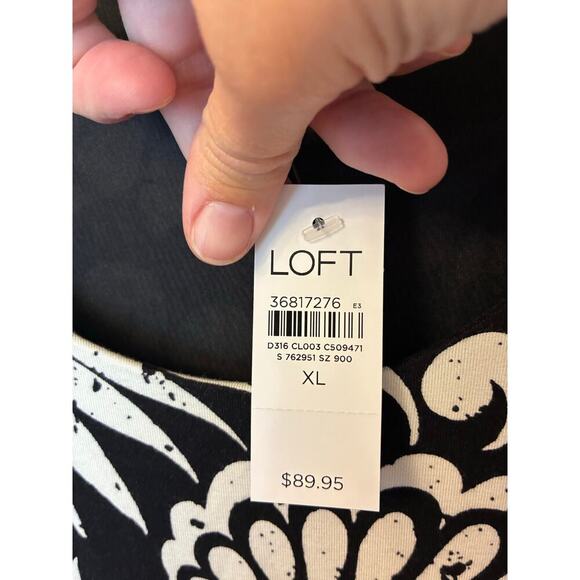 LOFT
36817276 E3
D316 CL003 C509471
S 762951 SZ 900
XL
$89.95